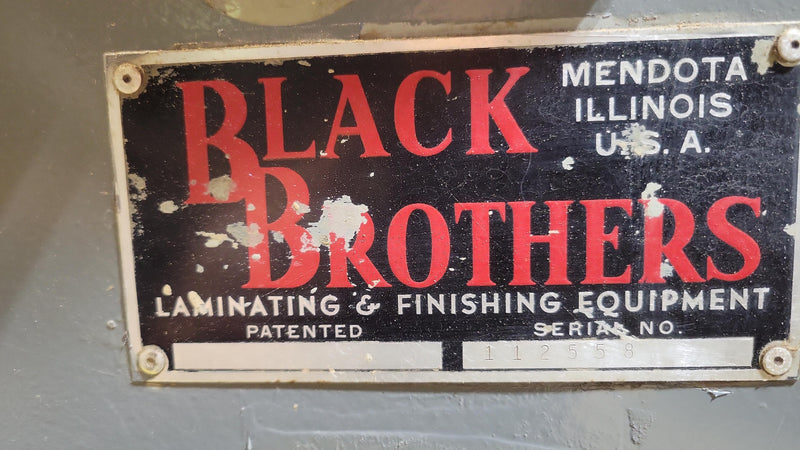 BLACK
BROTHERS
MENDOTA
ILLINOIS
U.S.A.
LAMINATING & FINISHING EQUIPMENT
PATENTED SERIAL NO.
112558